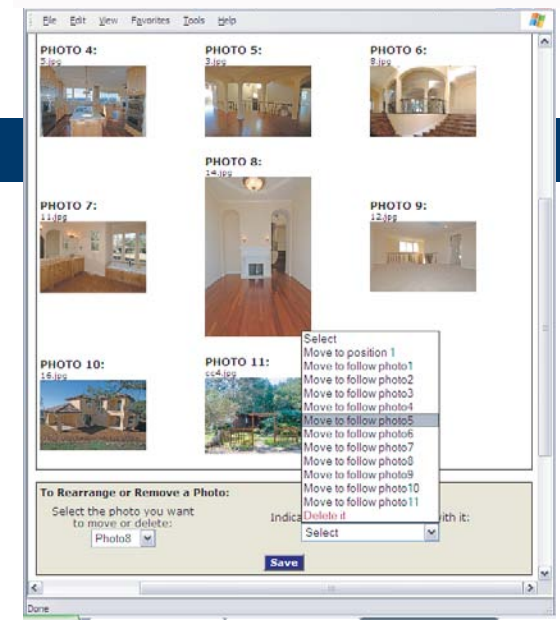 File Edit View Favorites Tools Help
PHOTO 4:
5.jpg
PHOTO 5:
3.jpg
PHOTO 6:
8.jpg
PHOTO 7:
11.jpg
PHOTO 8:
14.jpg
PHOTO 9:
12.jpg
PHOTO 10:
16.jpg
PHOTO 11:
cc4.jpg
Select
Move to position 1
Move to follow photo1
Move to follow photo2
Move to follow photo3
Move to follow photo4
Move to follow photo5
Move to follow photo6
Move to follow photo7
Move to follow photo8
Move to follow photo9
Move to follow photo10
Move to follow photo11
Delete it
To Rearrange or Remove a Photo:
Select the photo you want
to move or delete:
Photo8
Indica
ith it:
Select
Save
Done